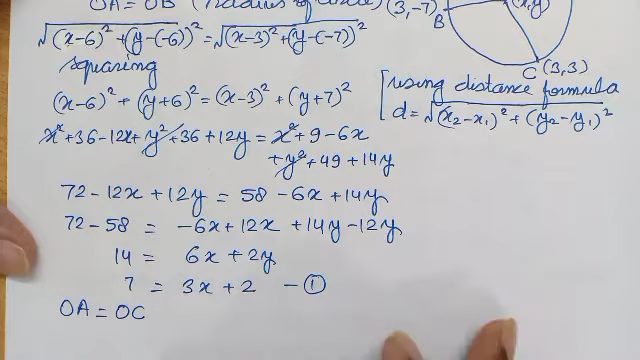 OA = OB (radius of circle) (3,-7) B (x,y)
√(x-6)² + (y-(-6))² = √(x-3)² + (y-(-7))²
C (3,3)
squaring
[using distance formula
(x-6)² + (y+6)² = (x-3)² + (y+7)²
d = √(x₂-x₁)² + (y₂-y₁)²
x² + 36 - 12x + y² + 36 + 12y = x² + 9 - 6x
+ y² + 49 + 14y
72 - 12x + 12y = 58 - 6x + 14y
72 - 58 = -6x + 12x + 14y - 12y
14 = 6x + 2y
7 = 3x + 2 - ①
OA = OC